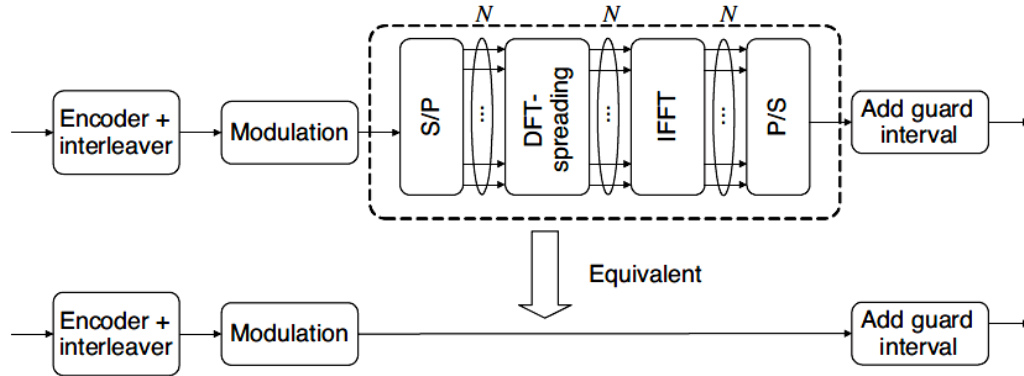 N
N
N
Encoder +
interleaver
Modulation
S/P
...
DFT-
spreading
...
IFFT
...
P/S
Add guard
interval
Equivalent
Encoder +
interleaver
Modulation
Add guard
interval